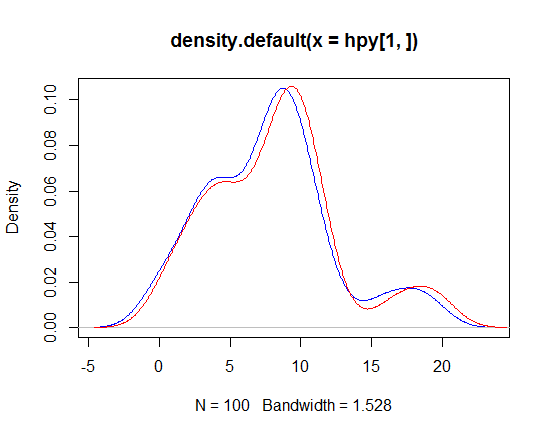 density.default(x = hpy[1, ])
Density
0.00 0.02 0.04 0.06 0.08 0.10
-5 0 5 10 15 20
N = 100 Bandwidth = 1.528